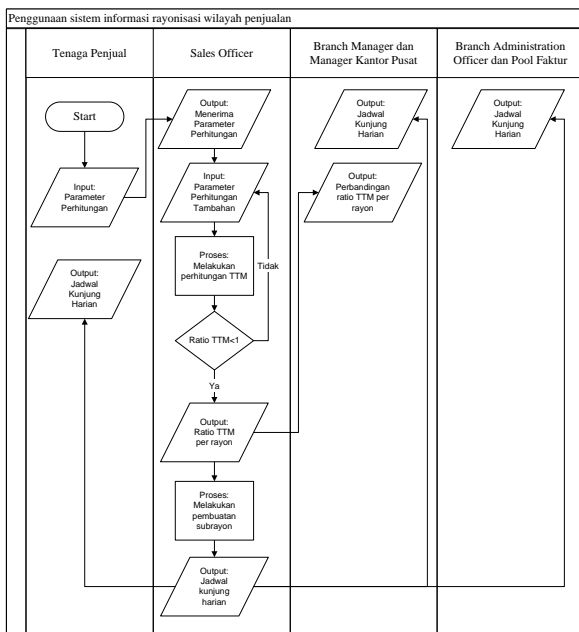 Penggunaan sistem informasi rayonisasi wilayah penjualan
Tenaga Penjual
Sales Officer
Branch Manager dan
Manager Kantor Pusat
Branch Administration
Officer dan Pool Faktur
Start
Input:
Parameter
Perhitungan
Output:
Jadwal
Kunjung
Harian
Output:
Menerima
Parameter
Perhitungan
Input:
Parameter
Perhitungan
Tambahan
Proses:
Melakukan
perhitungan TTM
Tidak
Ratio TTM<1
Ya
Output:
Ratio TTM
per rayon
Proses:
Melakukan
pembuatan
subrayon
Output:
Jadwal
kunjung
harian
Output:
Jadwal
Kunjung
Harian
Output:
Perbandingan
ratio TTM per
rayon
Output:
Jadwal
Kunjung
Harian